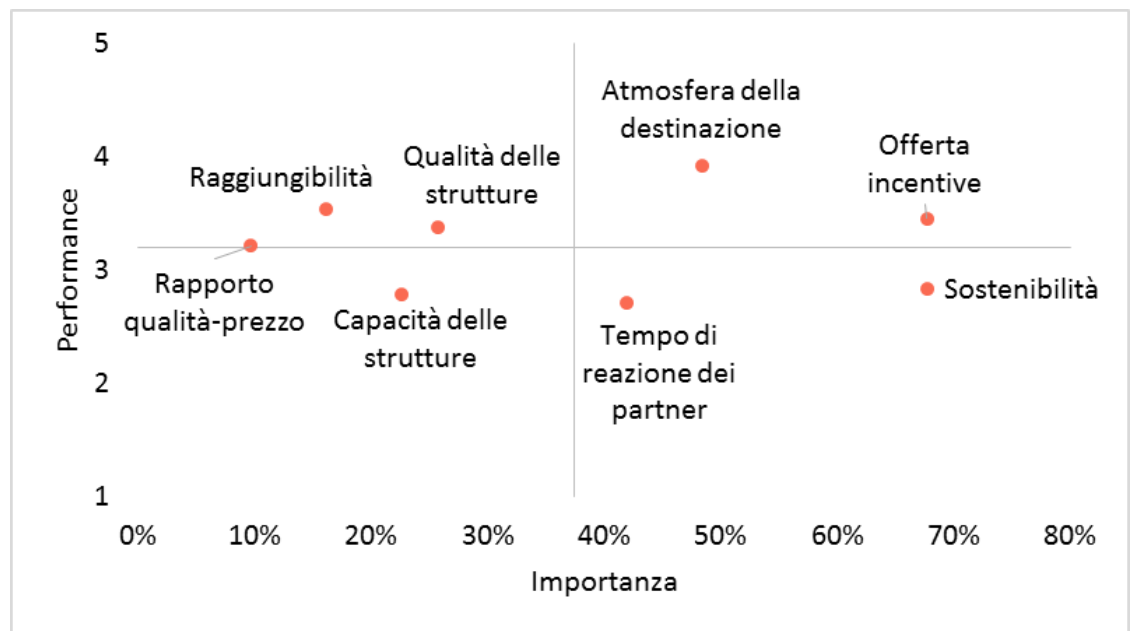 5
Atmosfera della
destinazione
Offerta
incentive
4
Qualità delle
strutture
Raggiungibilità
Performance
3
Rapporto
qualità-prezzo
Sostenibilità
Capacità delle
strutture
Tempo di
reazione dei
partner
2
1
0% 10% 20% 30% 40% 50% 60% 70% 80%
Importanza